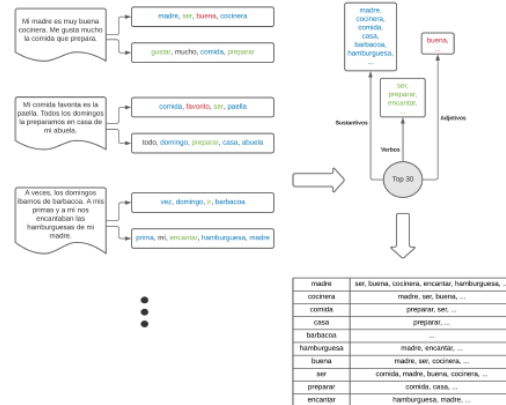 Mi madre es muy buena
cocinera. Me gusta mucho
la comida que prepara.
madre, ser, buena, cocinera
gustar, mucho, comida, preparar
Mi comida favorita es la
paella. Todos los domingos
la preparamos en casa de
mi abuela.
comida, favorito, ser, paella
todo, domingo, preparar, casa, abuela
A veces, los domingos
íbamos de barbacoa. A mis
primas y a mi nos
encantaban las
hamburguesas de mi
madre.
vez, domingo, ir, barbacoa
prima, mi, encantar, hamburguesa, madre
madre,
cocinera,
comida,
casa,
barbacoa,
hamburguesa,
...
buena,
...
ser,
preparar,
encantar,
...
Sustantivos
Verbos
Adjetivos
Top 30
madre ser, buena, cocinera, encantar, hamburguesa, ...
cocinera madre, ser, buena, ...
comida preparar, ser, ...
casa preparar, ...
barbacoa ...
hamburguesa madre, encantar, ...
buena madre, ser, cocinera, ...
ser comida, madre, buena, cocinera, ...
preparar comida, casa, ...
encantar hamburguesa, madre, ...